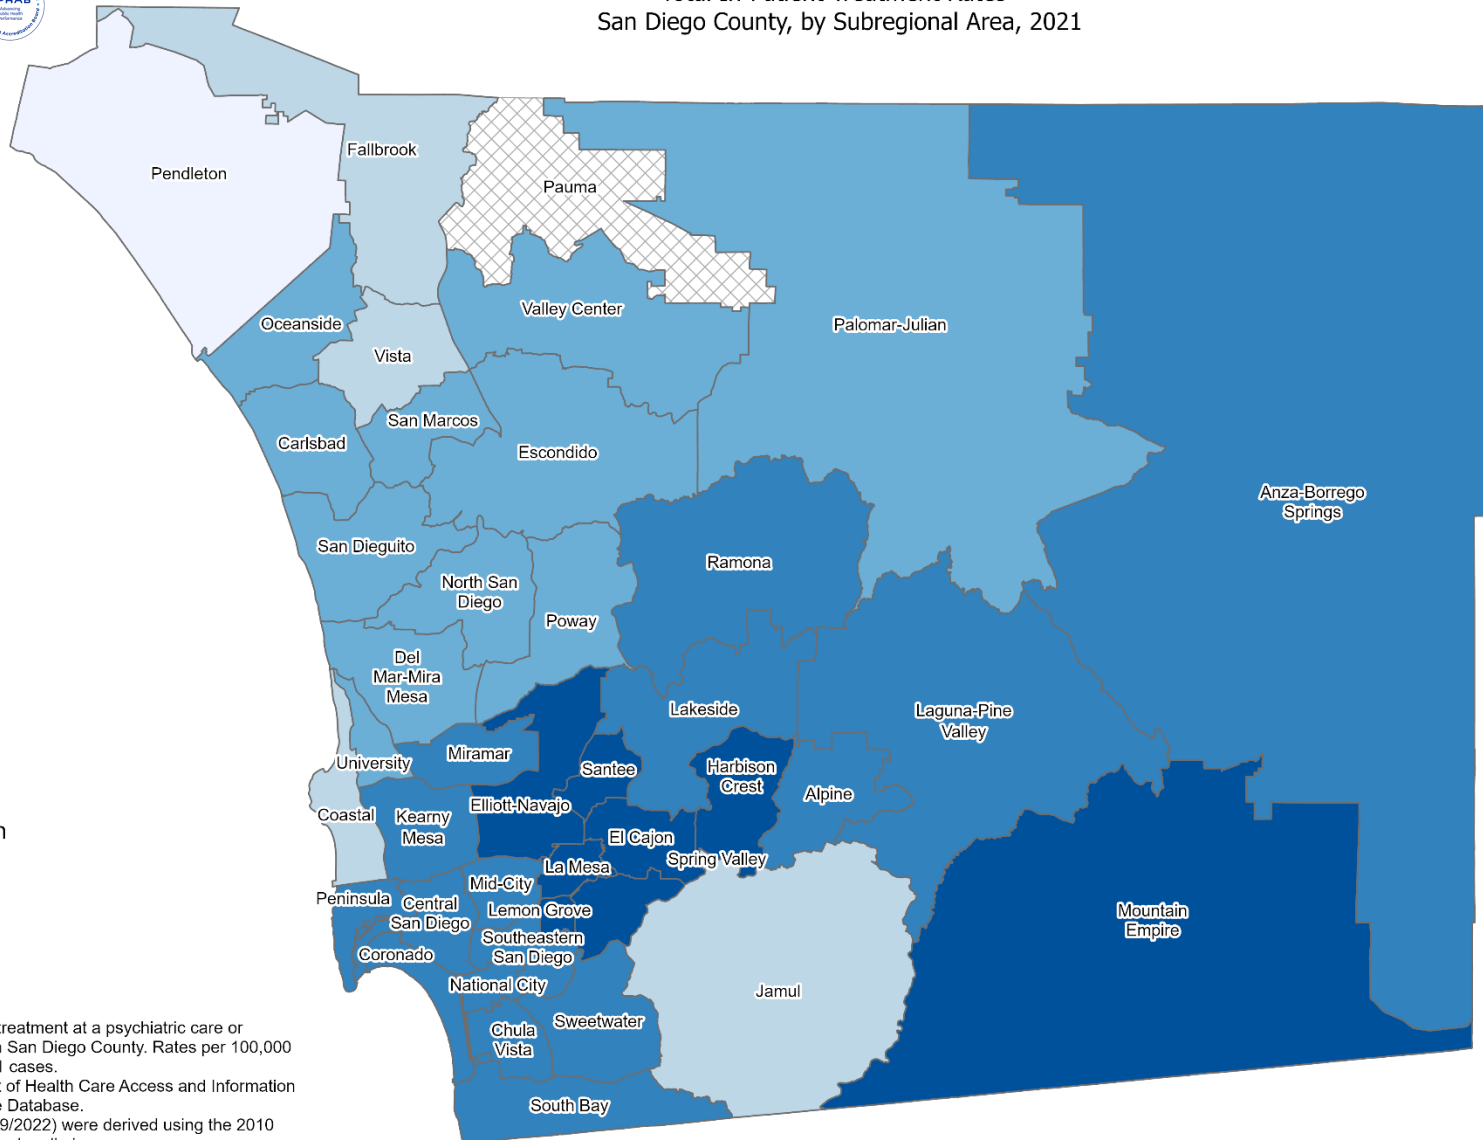 San Diego County, by Subregional Area, 2021
Fallbrook
Pendleton
Pauma
Valley Center
Oceanside
Palomar-Julian
Vista
San Marcos
Carlsbad
Escondido
Anza-Borrego
Springs
San Dieguito
Ramona
North San
Diego
Poway
Del
Mar-Mira
Mesa
Lakeside
Laguna-Pine
Valley
Miramar
University
Santee
Harbison
Crest
Alpine
Elliott-Navajo
Coastal
Kearny
Mesa
El Cajon
Spring Valley
La Mesa
Mid-City
Peninsula
Central
San Diego
Lemon Grove
Mountain
Empire
Southeastern
San Diego
Coronado
National City
Jamul
Sweetwater
Chula
Vista
South Bay
treatment at a psychiatric care or
San Diego County. Rates per 100,000
cases.
of Health Care Access and Information
Database.
9/2022) were derived using the 2010